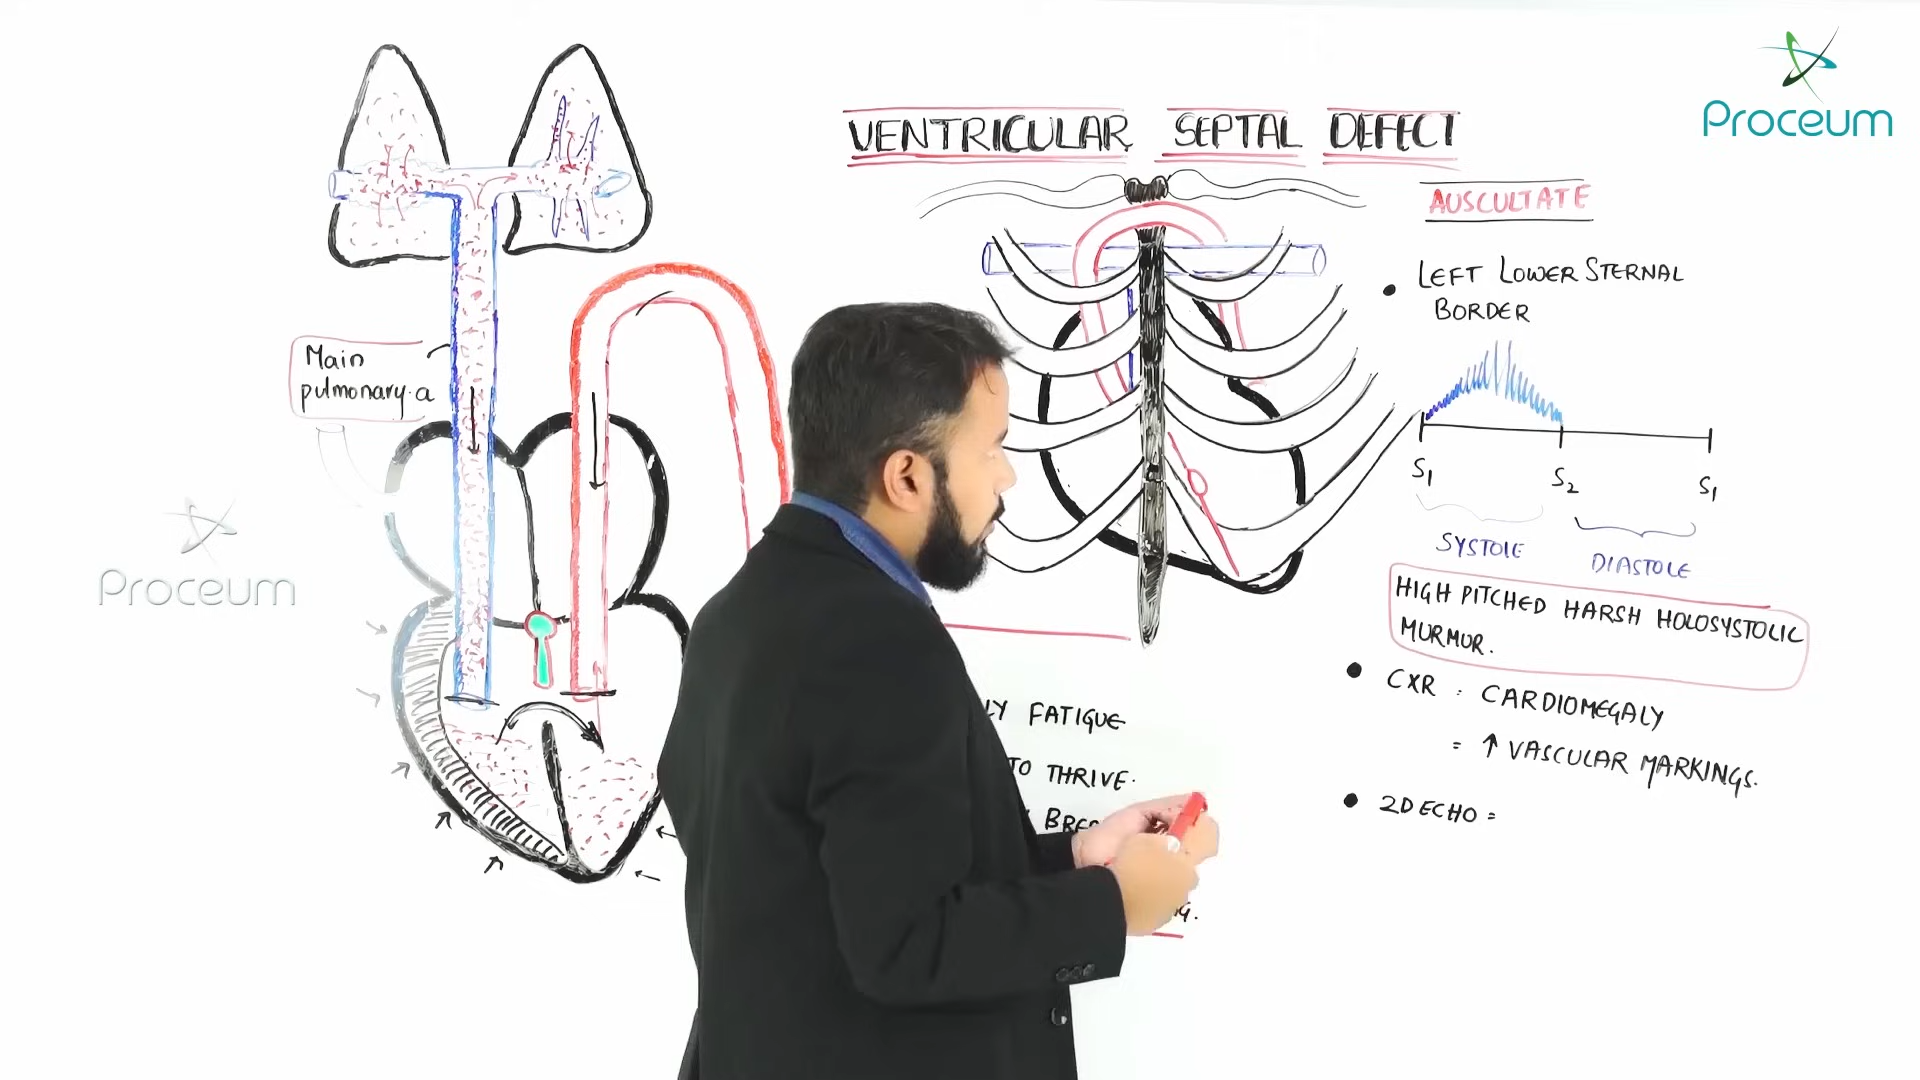 Proceum
VENTRICULAR SEPTAL DEFECT
AUSCULTATE
LEFT LOWER STERNAL
BORDER
Main
pulmonary.a
S1 S2 S1
SYSTOLE DIASTOLE
Proceum
HIGH PITCHED HARSH HOLOSYSTOLIC
MURMUR.
CXR : CARDIOMEGALY
= ↑ VASCULAR MARKINGS.
2D ECHO =
FATIGUE
TO THRIVE.